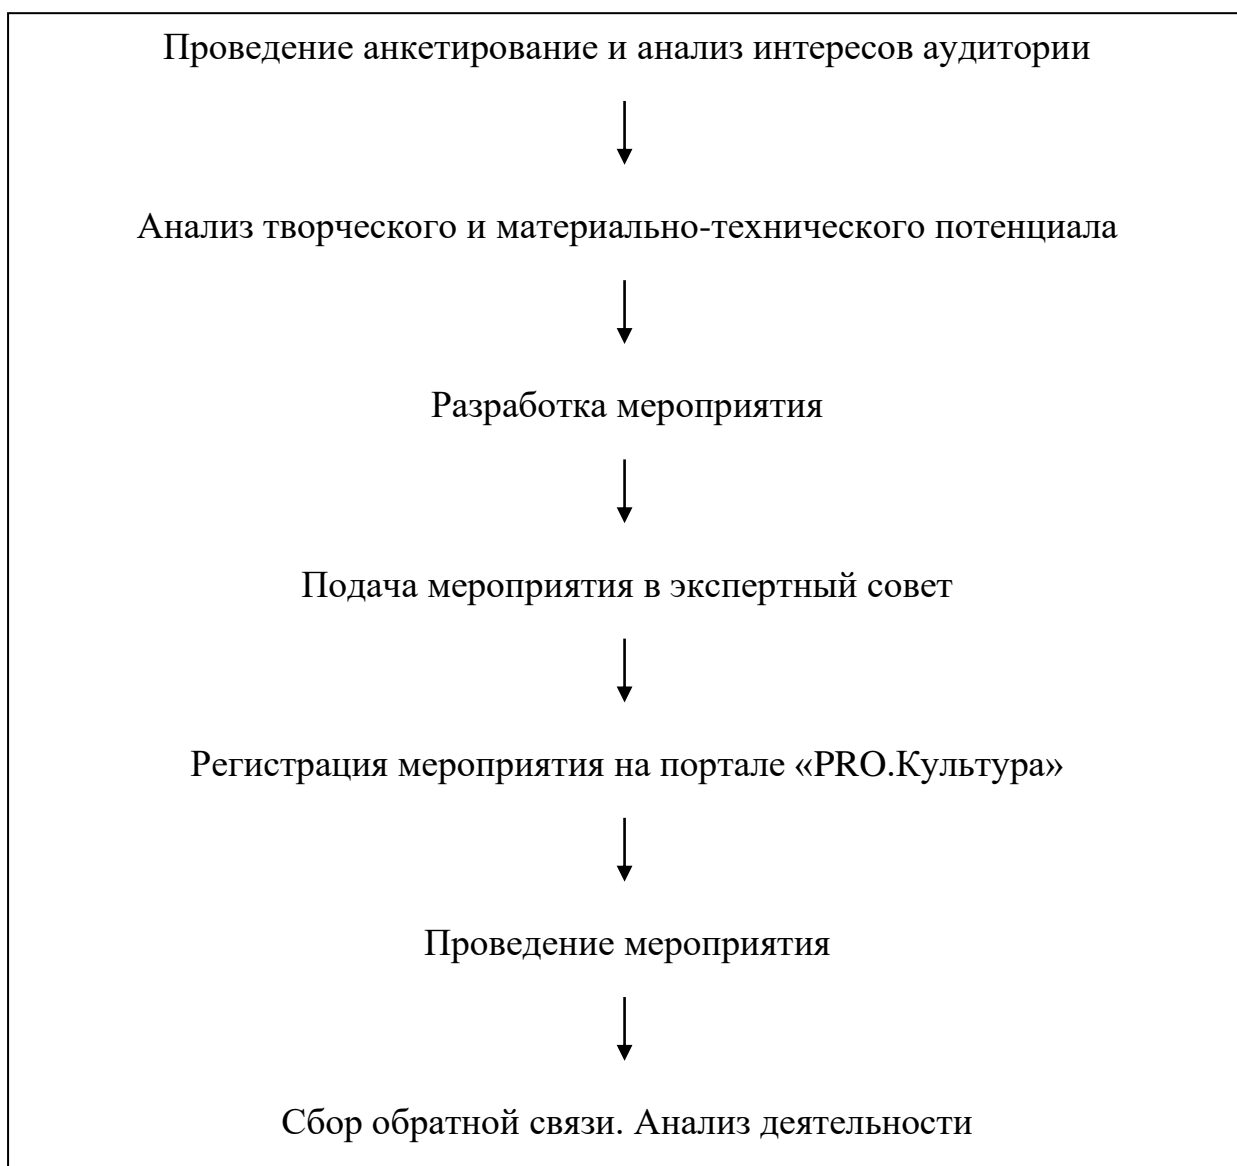 Проведение анкетирование и анализ интересов аудитории
Анализ творческого и материально-технического потенциала
Разработка мероприятия
Подача мероприятия в экспертный совет
Регистрация мероприятия на портале «PRO.Культура»
Проведение мероприятия
Сбор обратной связи. Анализ деятельности